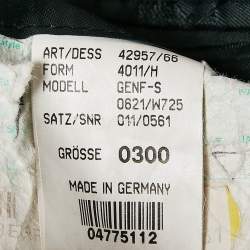 ART/DESS 42957/66
FORM 4011/H
MODELL GENF-S
0621/W725
SATZ/SNR 011/0561
GRÖSSE 0300
MADE IN GERMANY
04775112